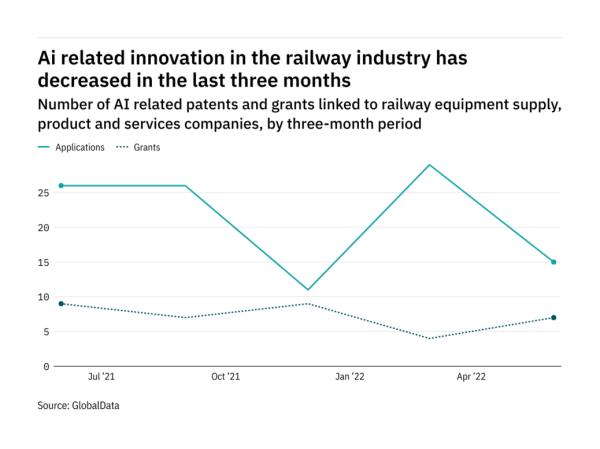 Ai related innovation in the railway industry has
decreased in the last three months
Number of AI related patents and grants linked to railway equipment supply,
product and services companies, by three-month period
Applications Grants
25
20
15
10
5
0
Jul '21 Oct '21 Jan '22 Apr '22
Source: GlobalData